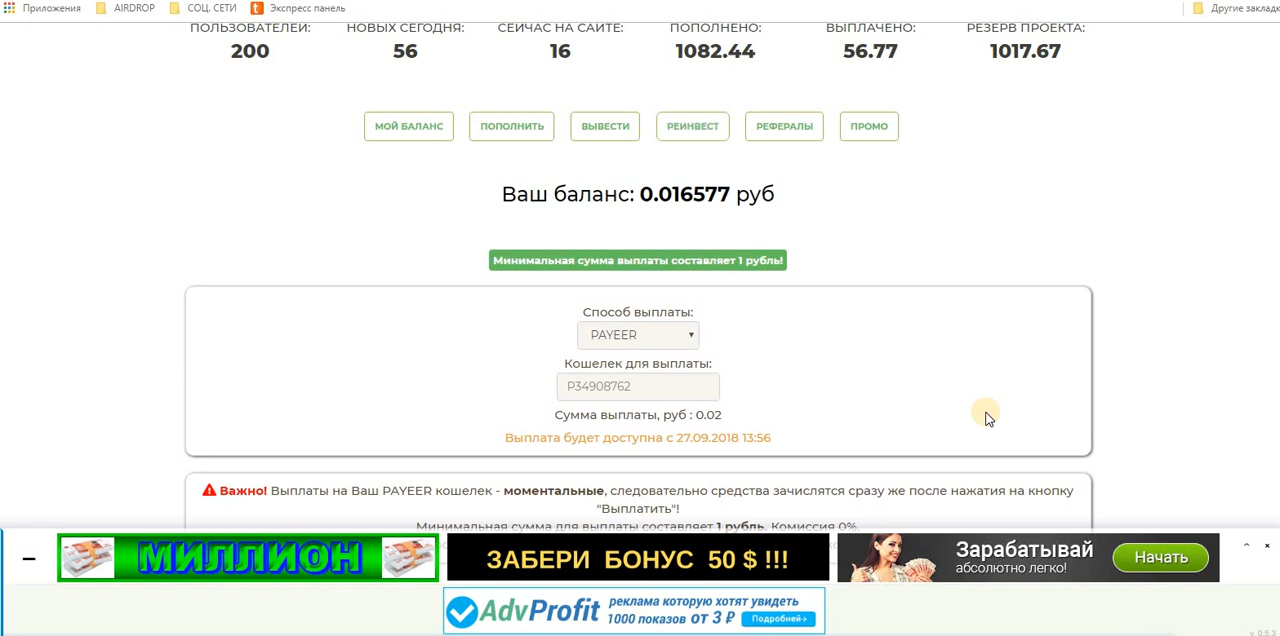 Приложения AIRDROP СОЦ. СЕТИ Экспресс панель Другие заклад
ПОЛЬЗОВАТЕЛЕЙ: НОВЫХ СЕГОДНЯ: СЕЙЧАС НА САЙТЕ: ПОПОЛНЕНО: ВЫПЛАЧЕНО: РЕЗЕРВ ПРОЕКТА:
200 56 16 1082.44 56.77 1017.67
МОЙ БАЛАНС ПОПОЛНИТЬ ВЫВЕСТИ РЕИНВЕСТ РЕФЕРАЛЫ ПРОМО
Ваш баланс: 0.016577 руб
Минимальная сумма выплаты составляет 1 рубль!
Способ выплаты:
PAYEER
Кошелек для выплаты:
P34908762
Сумма выплаты, руб : 0.02
Выплата будет доступна с 27.09.2018 13:56
Важно! Выплаты на Ваш PAYEER кошелек - моментальные, следовательно средства зачислятся сразу же после нажатия на кнопку
"Выплатить"!
Минимальная сумма для выплаты составляет 1 рубль. Комиссия 0%.
МИЛЛИОН
ЗАБЕРИ БОНУС 50 $ !!!
Зарабатывай
абсолютно легко!
Начать
AdvProfit
реклама которую хотят увидеть
1000 показов от 3 ₽ Подробней→
v. 0.5.3